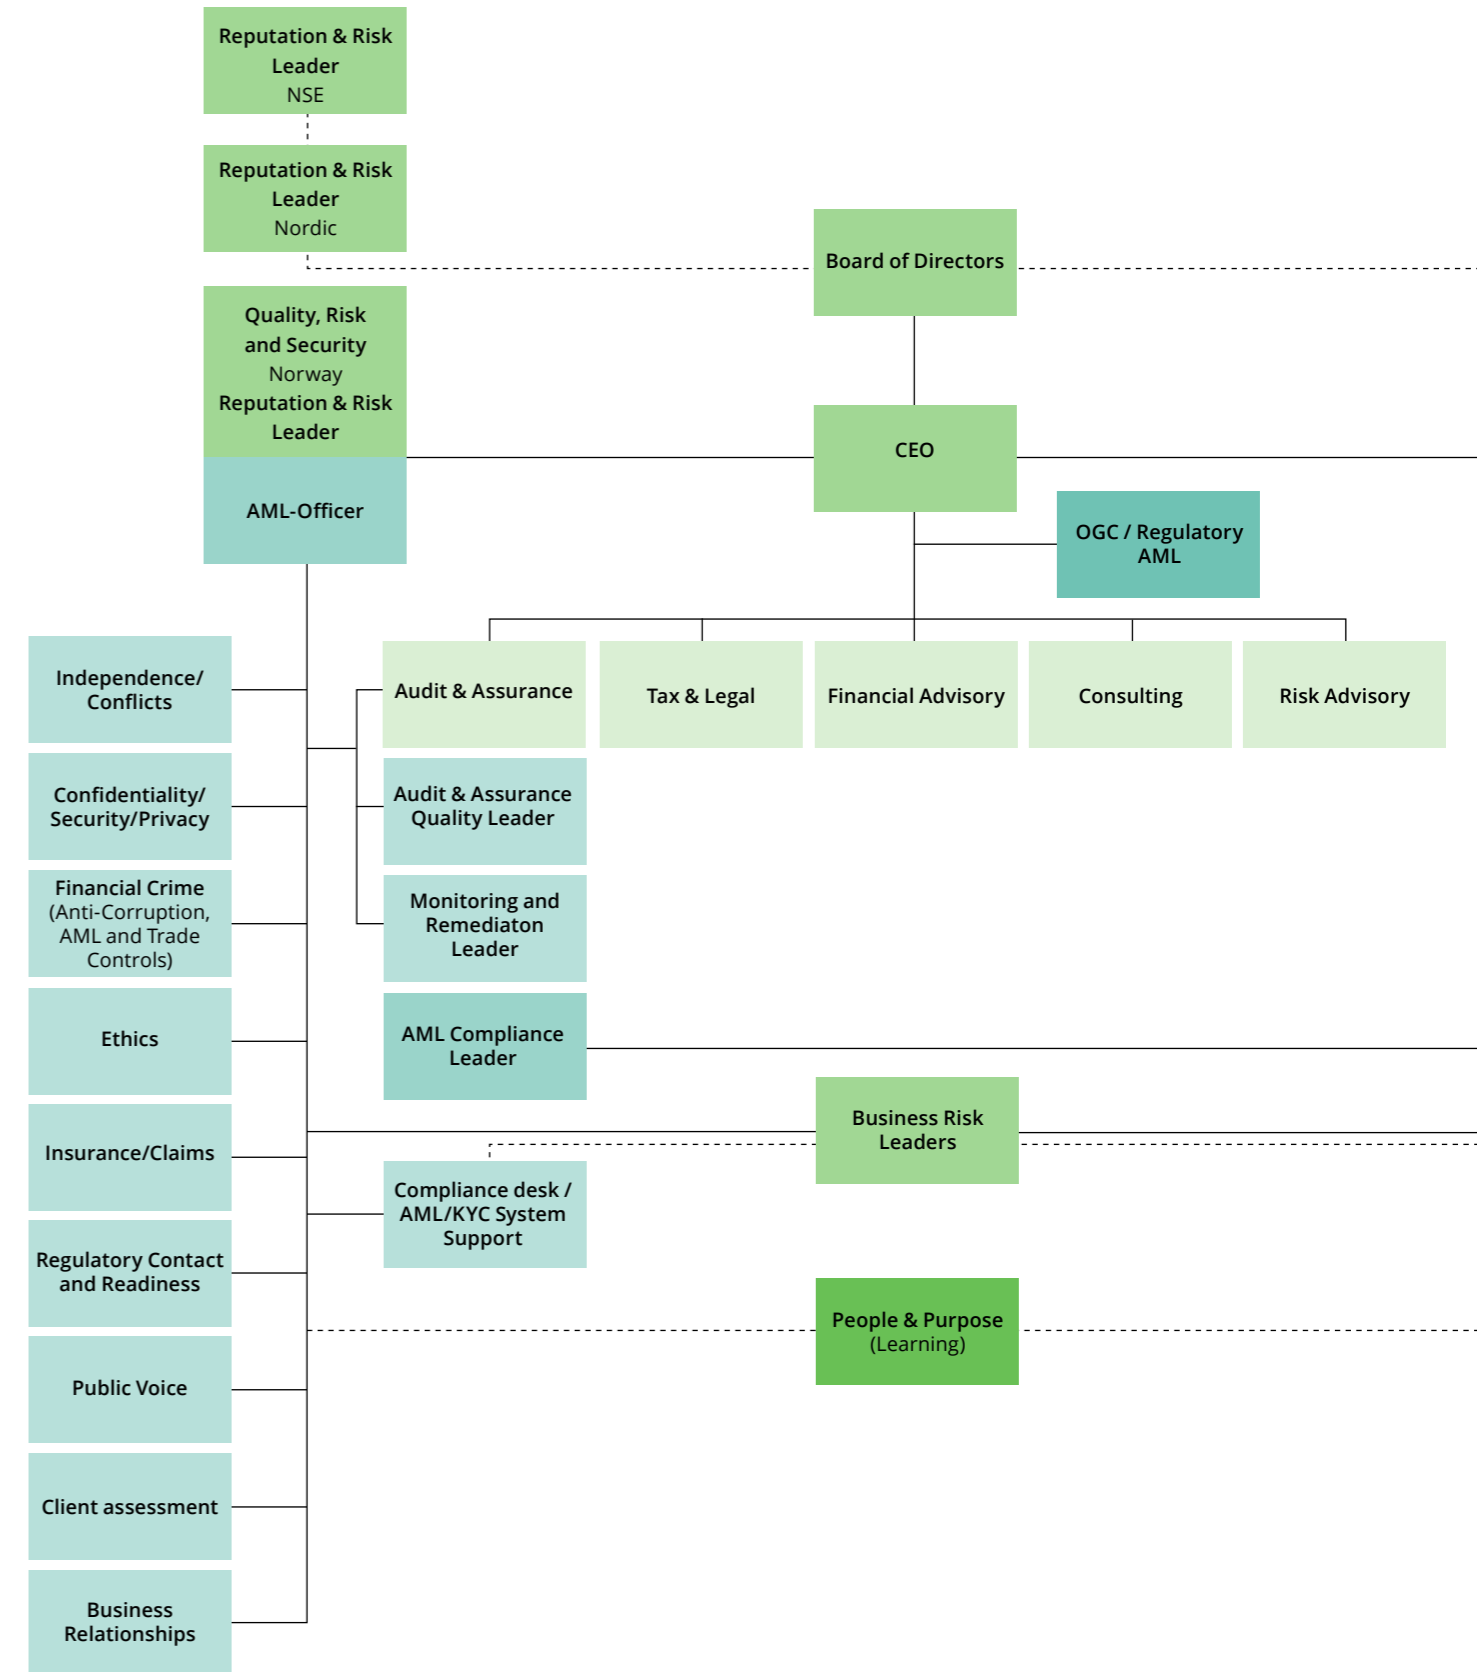 Reputation & Risk
Leader
NSE
Reputation & Risk
Leader
Nordic
Board of Directors
Quality, Risk
and Security
Norway
Reputation & Risk
Leader
AML-Officer
CEO
OGC / Regulatory
AML
Audit & Assurance
Tax & Legal
Financial Advisory
Consulting
Risk Advisory
Independence/
Conflicts
Confidentiality/
Security/Privacy
Financial Crime
(Anti-Corruption,
AML and Trade
Controls)
Ethics
Insurance/Claims
Regulatory Contact
and Readiness
Public Voice
Client assessment
Business
Relationships
Audit & Assurance
Quality Leader
Monitoring and
Remediaton
Leader
AML Compliance
Leader
Business Risk
Leaders
Compliance desk /
AML/KYC System
Support
People & Purpose
(Learning)